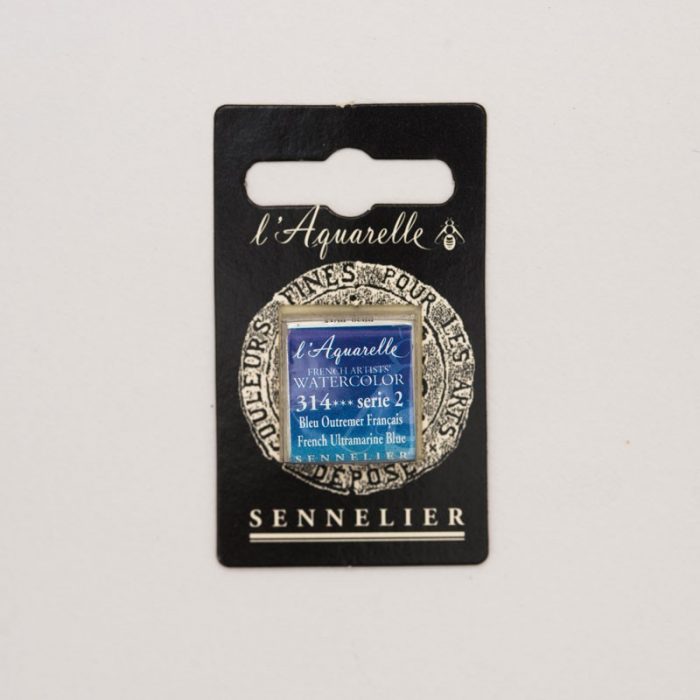 l'Aquarelle
COULEURS FINES POUR LES ARTS
DÉPOSÉ
l'Aquarelle
FRENCH ARTISTS'
WATERCOLOR
314*** serie 2
Bleu Outremer Français
French Ultramarine Blue
SENNELIER
SENNELIER